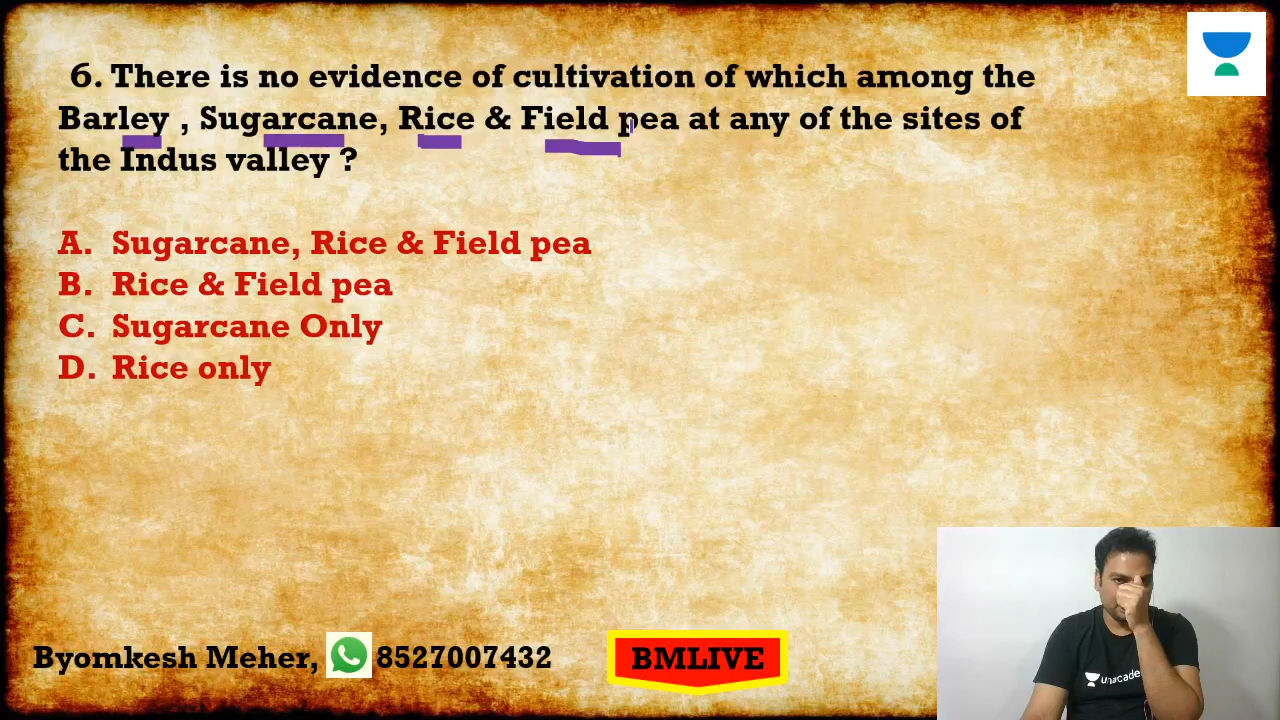 6. There is no evidence of cultivation of which among the
Barley , Sugarcane, Rice & Field pea at any of the sites of
the Indus valley ?
A. Sugarcane, Rice & Field pea
B. Rice & Field pea
C. Sugarcane Only
D. Rice only
Byomkesh Meher, 8527007432
BMLIVE